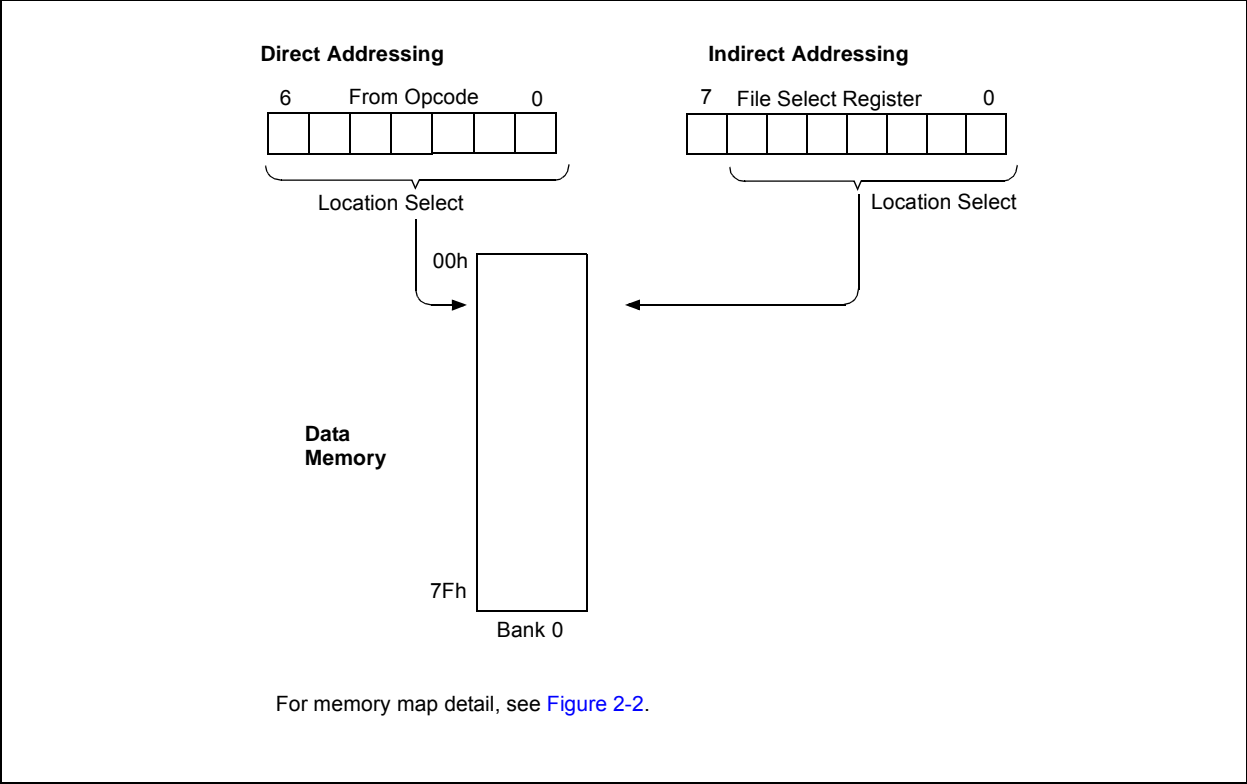 Direct Addressing
Indirect Addressing
6 From Opcode 0
7 File Select Register 0
Location Select
Location Select
00h
Data
Memory
7Fh
Bank 0
For memory map detail, see Figure 2-2.